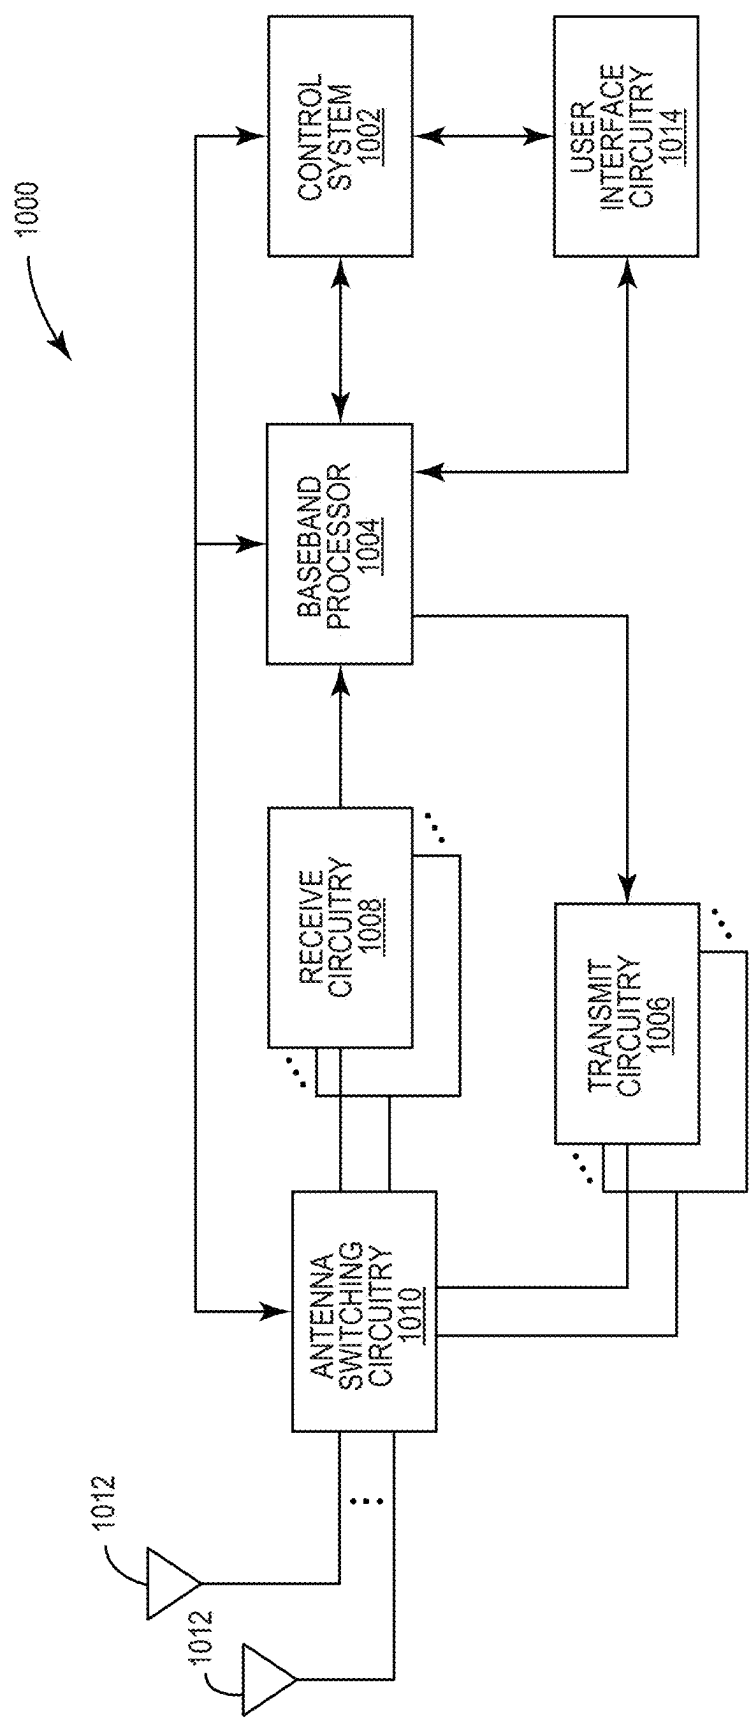 1000
CONTROL
SYSTEM
1002
USER
INTERFACE
CIRCUITRY
1014
BASEBAND
PROCESSOR
1004
RECEIVE
CIRCUITRY
1008
TRANSMIT
CIRCUITRY
1006
ANTENNA
SWITCHING
CIRCUITRY
1010
1012
1012